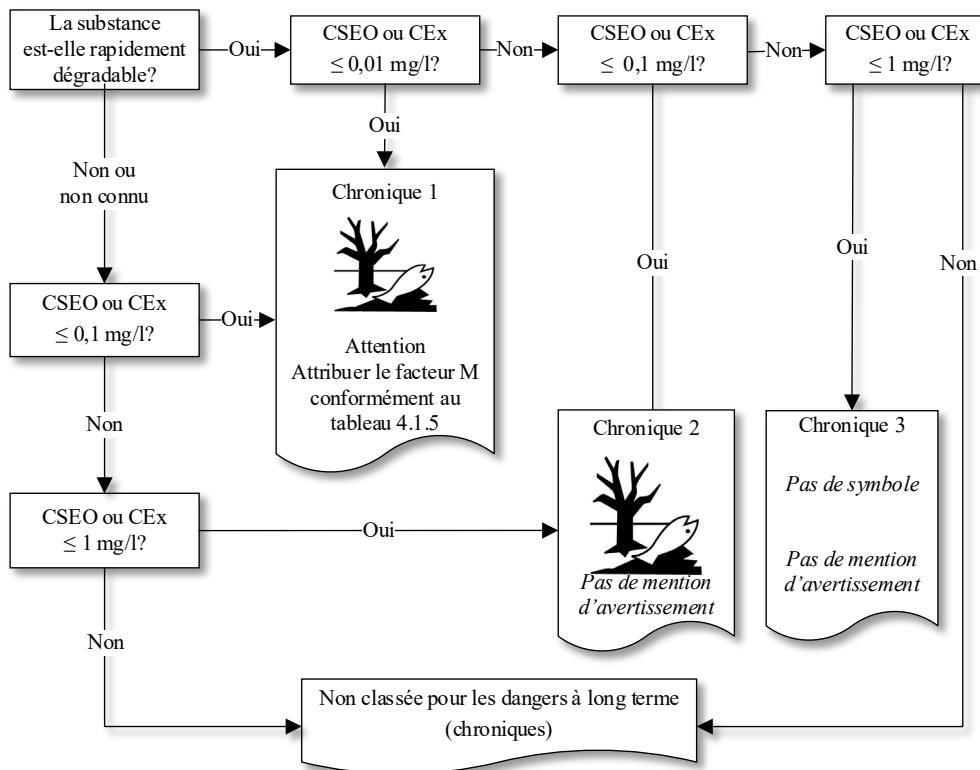 La substance
est-elle rapidement
dégradable?
Oui
CSEO ou CEx
≤ 0,01 mg/l?
Non
CSEO ou CEx
≤ 0,1 mg/l?
Non
CSEO ou CEx
≤ 1 mg/l?
Oui
Non ou
non connu
Chronique 1
Attention
Attribuer le facteur M
conformément au
tableau 4.1.5
Oui
Oui
Non
CSEO ou CEx
≤ 0,1 mg/l?
Oui
Non
Chronique 2
Pas de mention
d’avertissement
Chronique 3
Pas de symbole
Pas de mention
d’avertissement
CSEO ou CEx
≤ 1 mg/l?
Oui
Non
Non classée pour les dangers à long terme
(chroniques)